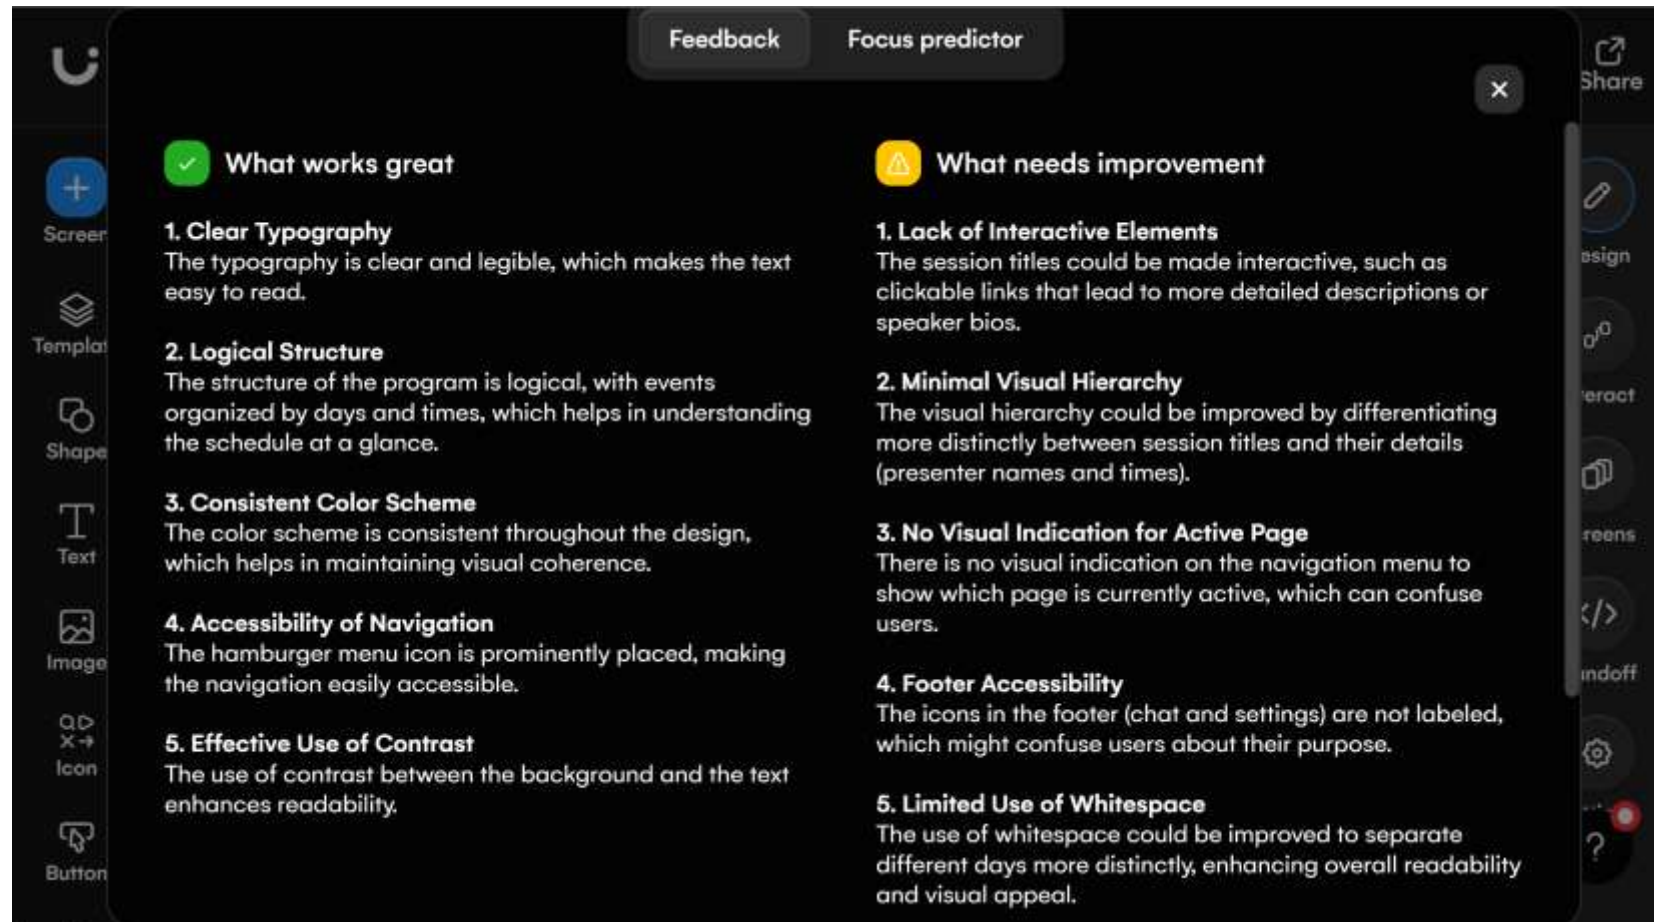 Feedback
Focus predictor
Share
What works great
1. Clear Typography
The typography is clear and legible, which makes the text
easy to read.
2. Logical Structure
The structure of the program is logical, with events
organized by days and times, which helps in understanding
the schedule at a glance.
3. Consistent Color Scheme
The color scheme is consistent throughout the design,
which helps in maintaining visual coherence.
4. Accessibility of Navigation
The hamburger menu icon is prominently placed, making
the navigation easily accessible.
5. Effective Use of Contrast
The use of contrast between the background and the text
enhances readability.
What needs improvement
1. Lack of Interactive Elements
The session titles could be made interactive, such as
clickable links that lead to more detailed descriptions or
speaker bios.
2. Minimal Visual Hierarchy
The visual hierarchy could be improved by differentiating
more distinctly between session titles and their details
(presenter names and times).
3. No Visual Indication for Active Page
There is no visual indication on the navigation menu to
show which page is currently active, which can confuse
users.
4. Footer Accessibility
The icons in the footer (chat and settings) are not labeled,
which might confuse users about their purpose.
5. Limited Use of Whitespace
The use of whitespace could be improved to separate
different days more distinctly, enhancing overall readability
and visual appeal.
Screen
Templat
Shape
Text
Image
Icon
Button
esign
eract
reens
ndoff